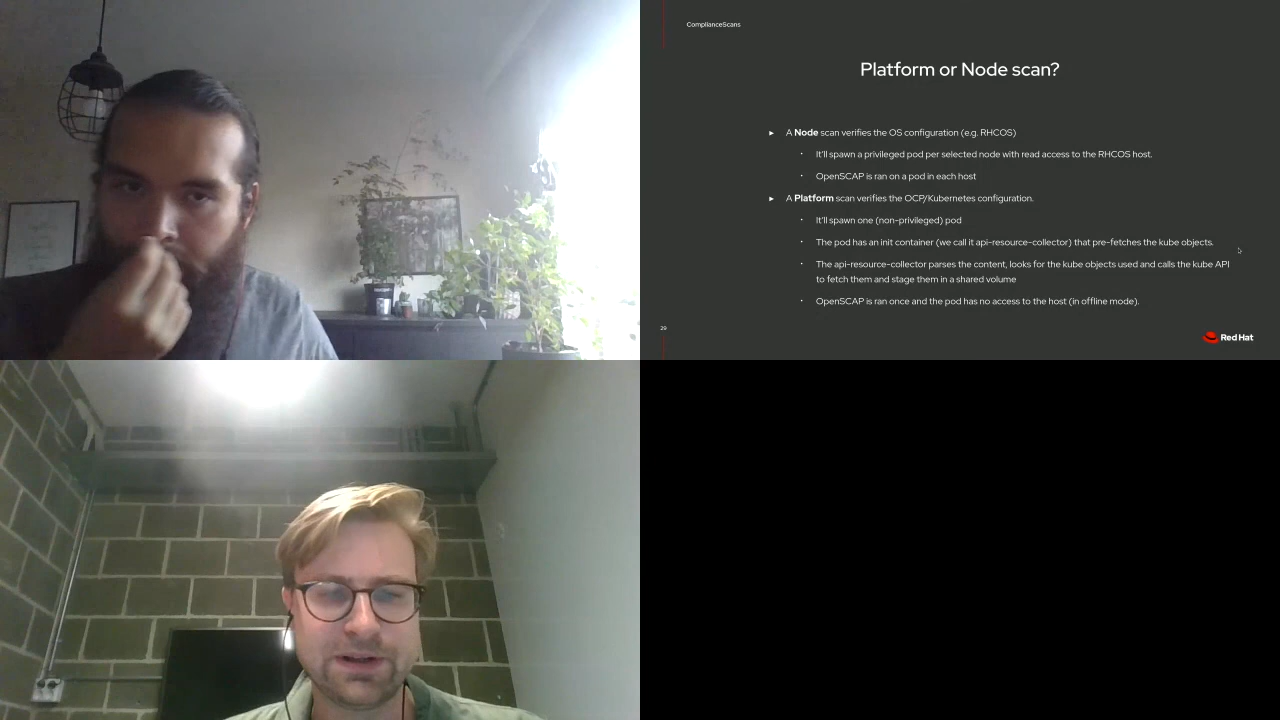 ComplianceScans
Platform or Node scan?
► A Node scan verifies the OS configuration (e.g. RHCOS)
· It'll spawn a privileged pod per selected node with read access to the RHCOS host.
· OpenSCAP is ran on a pod in each host
► A Platform scan verifies the OCP/Kubernetes configuration.
· It'll spawn one (non-privileged) pod
· The pod has an init container (we call it api-resource-collector) that pre-fetches the kube objects.
· The api-resource-collector parses the content, looks for the kube objects used and calls the kube API
to fetch them and stage them in a shared volume
· OpenSCAP is ran once and the pod has no access to the host (in offline mode).
29
Red Hat